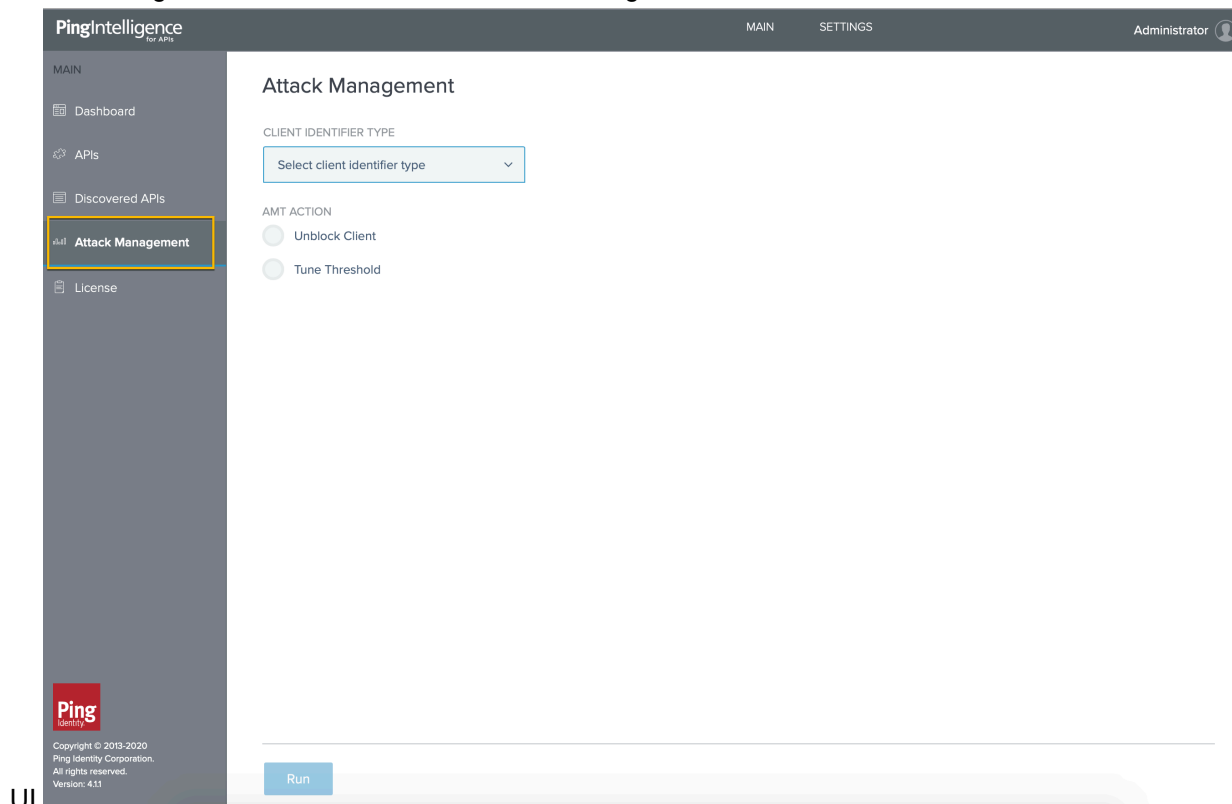 PingIntelligence
for APIs
MAIN
SETTINGS
Administrator
MAIN
Dashboard
APIs
Discovered APIs
Attack Management
License
Attack Management
CLIENT IDENTIFIER TYPE
Select client identifier type
AMT ACTION
Unblock Client
Tune Threshold
Ping
Identity
Copyright © 2013-2020
Ping Identity Corporation.
All rights reserved.
Version: 4.1.1
Run
UI